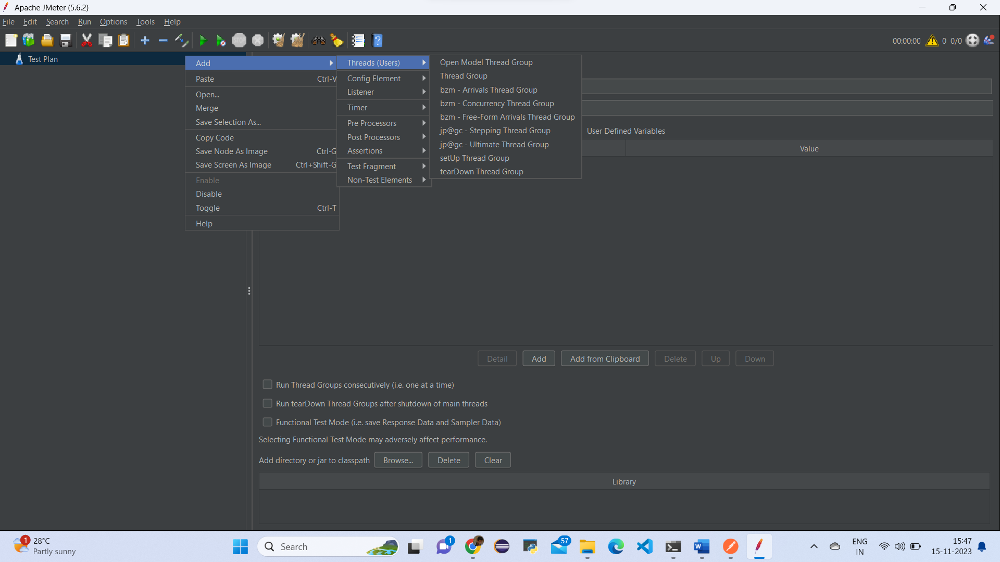 Apache JMeter (5.6.2)
File Edit Search Run Options Tools Help
STOP
00:00:00 0 0/0
Test Plan
Add
Paste Ctrl-V
Open...
Merge
Save Selection As...
Copy Code
Save Node As Image Ctrl-G
Save Screen As Image Ctrl+Shift-G
Enable
Disable
Toggle Ctrl-T
Help
Threads (Users)
Config Element
Listener
Timer
Pre Processors
Post Processors
Assertions
Test Fragment
Non-Test Elements
Open Model Thread Group
Thread Group
bzm - Arrivals Thread Group
bzm - Concurrency Thread Group
bzm - Free-Form Arrivals Thread Group
jp@gc - Stepping Thread Group
jp@gc - Ultimate Thread Group
setUp Thread Group
tearDown Thread Group
User Defined Variables
Value
Detail Add Add from Clipboard Delete Up Down
Run Thread Groups consecutively (i.e. one at a time)
Run tearDown Thread Groups after shutdown of main threads
Functional Test Mode (i.e. save Response Data and Sampler Data)
Selecting Functional Test Mode may adversely affect performance.
Add directory or jar to classpath Browse... Delete Clear
Library
1
28°C
Partly sunny
Search
1
57
W
ENG
IN
15:47
15-11-2023